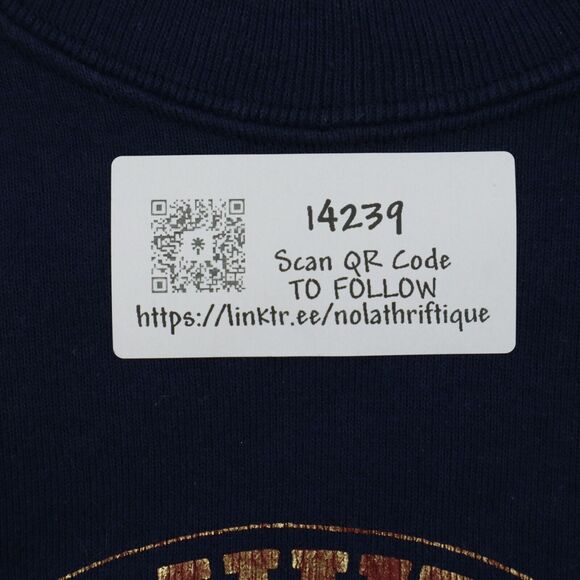 14239
Scan QR Code
TO FOLLOW
https://linktr.ee/nolathriftique